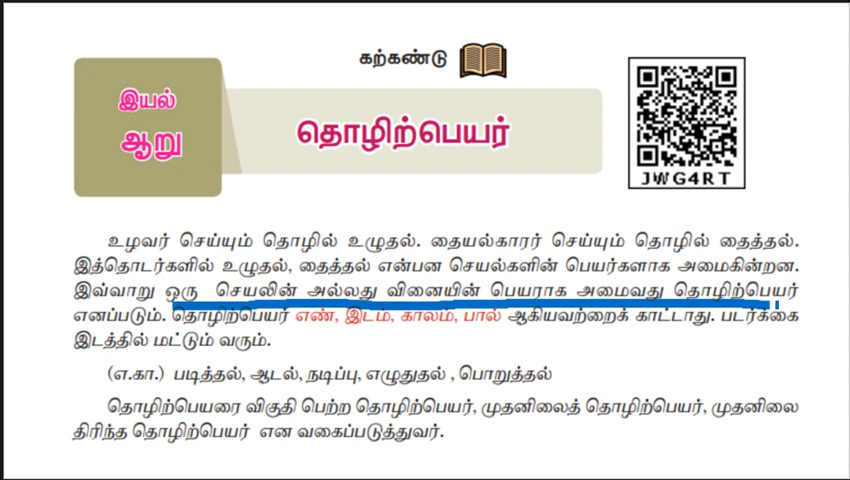 கற்கண்டு
இயல்
ஆறு
தொழிற்பெயர்
JWG4RT
உழவர் செய்யும் தொழில் உழுதல். தையல்காரர் செய்யும் தொழில் தைத்தல்.
இத்தொடர்களில் உழுதல், தைத்தல் என்பன செயல்களின் பெயர்களாக அமைகின்றன.
இவ்வாறு ஒரு செயலின் அல்லது வினையின் பெயராக அமைவது தொழிற்பெயர்
எனப்படும். தொழிற்பெயர் எண், இடம், காலம், பால் ஆகியவற்றைக் காட்டாது. படர்க்கை
இடத்தில் மட்டும் வரும்.
(எ.கா.) படித்தல், ஆடல், நடிப்பு, எழுதுதல் , பொறுத்தல்
தொழிற்பெயரை விகுதி பெற்ற தொழிற்பெயர், முதனிலைத் தொழிற்பெயர், முதனிலை
திரிந்த தொழிற்பெயர் என வகைப்படுத்துவர்.